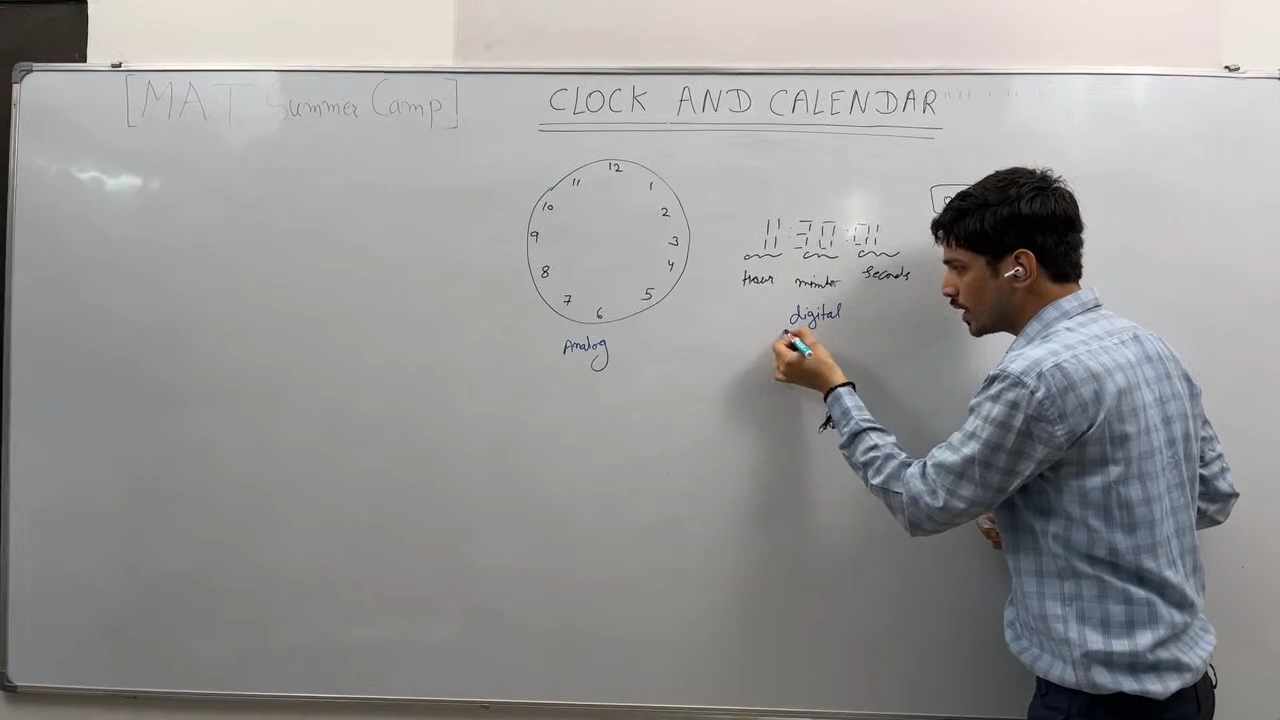 [MAT Summer Camp]
CLOCK AND CALENDAR
12
11 1
10 2
9 3
8 4
7 5
6
Analog
11:30:01
Hour minute Seconds
digital